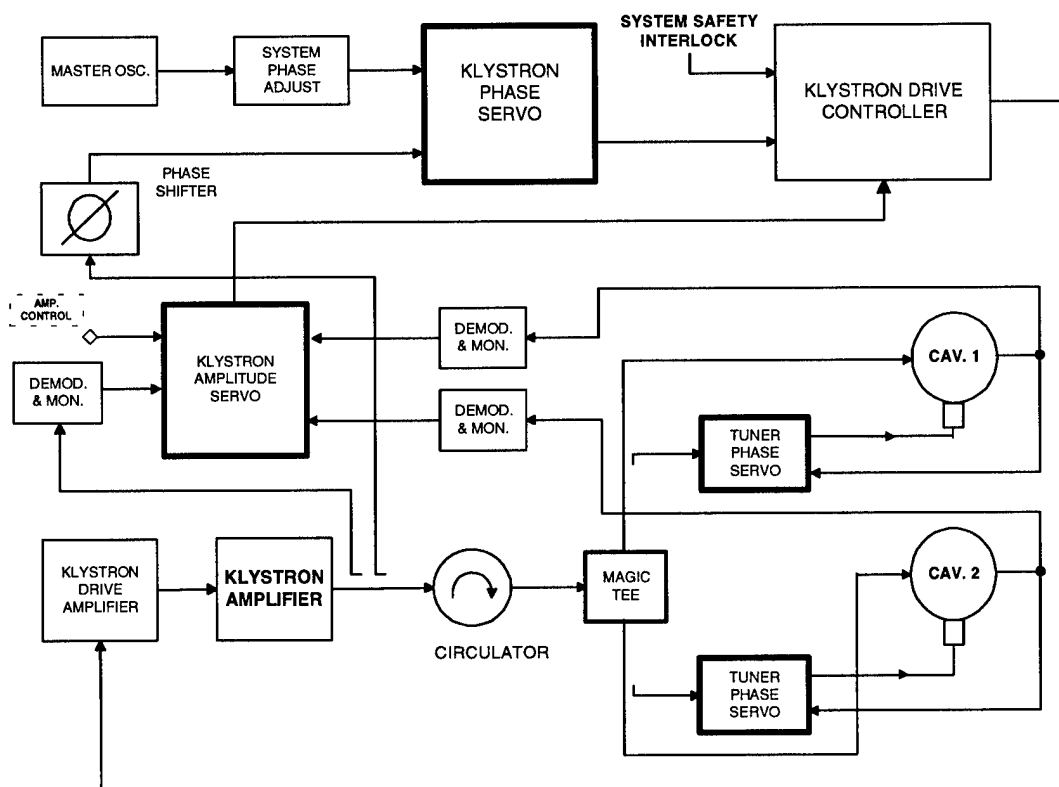 MASTER OSC.
SYSTEM
PHASE
ADJUST
KLYSTRON
PHASE
SERVO
SYSTEM SAFETY
INTERLOCK
KLYSTRON DRIVE
CONTROLLER
PHASE
SHIFTER
AMP.
CONTROL
DEMOD.
& MON.
KLYSTRON
AMPLITUDE
SERVO
DEMOD.
& MON.
DEMOD.
& MON.
CAV. 1
TUNER
PHASE
SERVO
KLYSTRON
DRIVE
AMPLIFIER
KLYSTRON
AMPLIFIER
CIRCULATOR
MAGIC
TEE
CAV. 2
TUNER
PHASE
SERVO